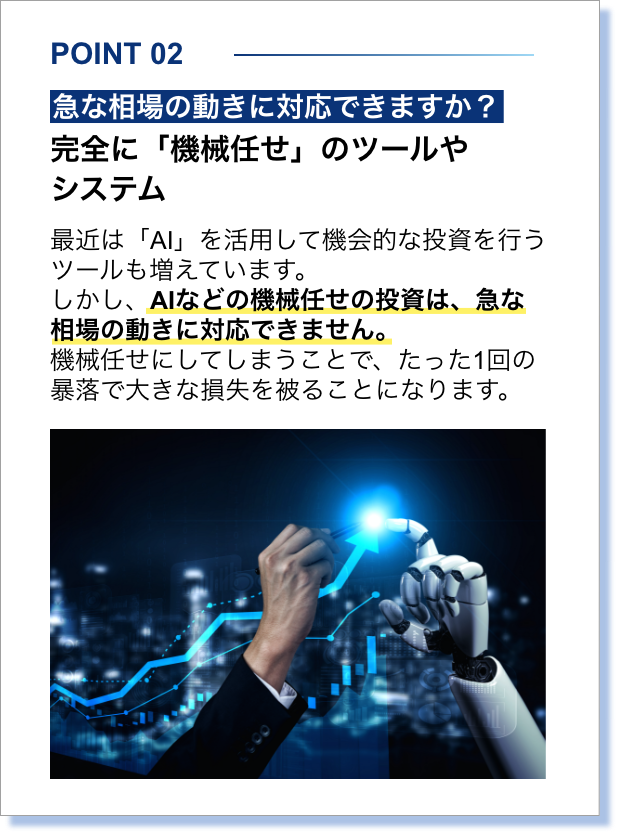 POINT 02
急な相場の動きに対応できますか？
完全に「機械任せ」のツールや
システム
最近は「AI」を活用して機会的な投資を行う
ツールも増えています。
しかし、AIなどの機械任せの投資は、急な
相場の動きに対応できません。
機械任せにしてしまうことで、たった1回の
暴落で大きな損失を被ることになります。